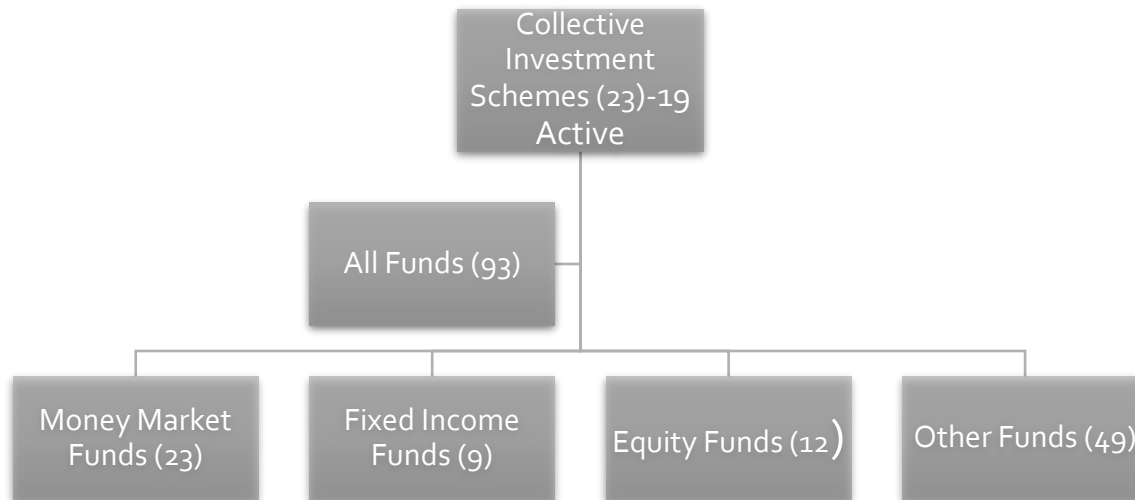 Collective
Investment
Schemes (23)-19
Active
All Funds (93)
Money Market
Funds (23)
Fixed Income
Funds (9)
Equity Funds (12)
Other Funds (49)